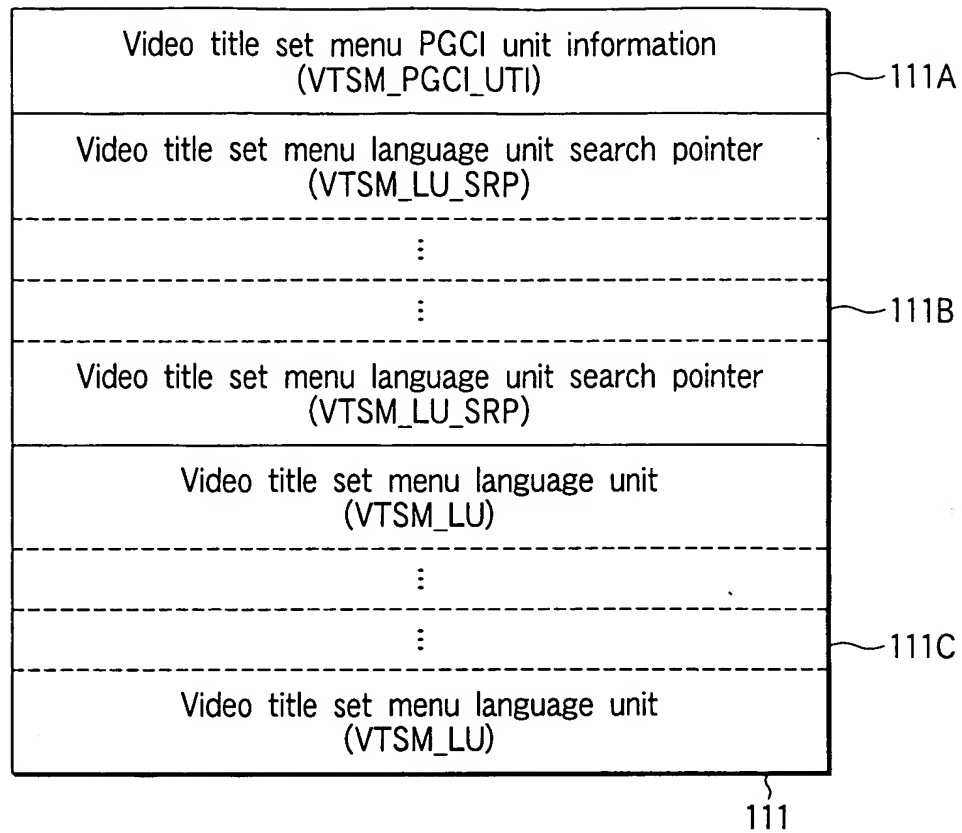 Video title set menu PGCI unit information
(VTSM_PGCI_UTI)
111A
Video title set menu language unit search pointer
(VTSM_LU_SRP)
⋮
⋮
111B
Video title set menu language unit search pointer
(VTSM_LU_SRP)
Video title set menu language unit
(VTSM_LU)
⋮
⋮
111C
Video title set menu language unit
(VTSM_LU)
111